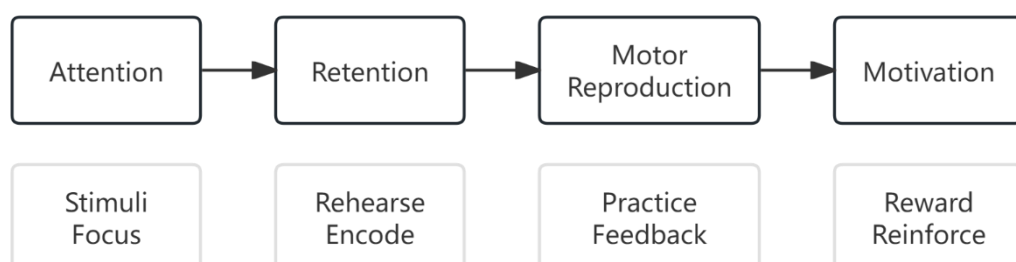 Attention
Retention
Motor
Reproduction
Motivation
Stimuli
Focus
Rehearse
Encode
Practice
Feedback
Reward
Reinforce